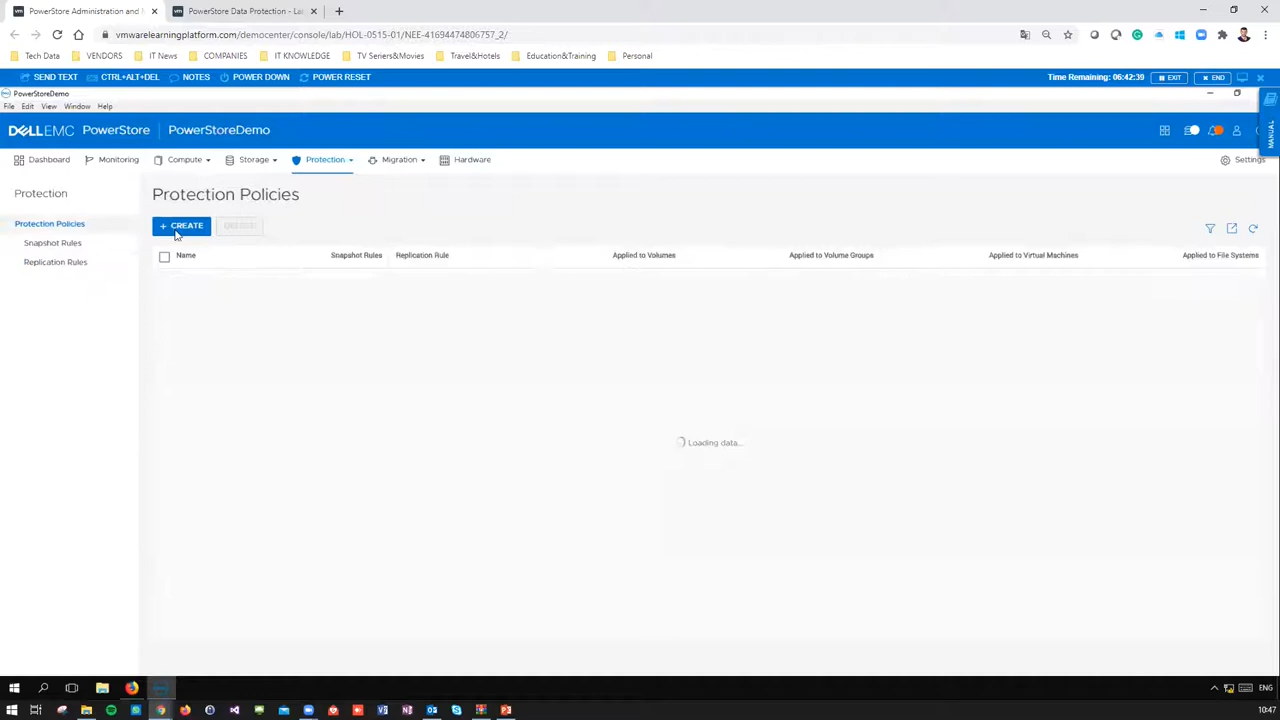 PowerStore Administration and M
PowerStore Data Protection - La
vmwarelearningplatform.com/democenter/console/lab/HOL-0515-01/NEE-41694474806757_2/
Tech Data
VENDORS
IT News
COMPANIES
IT KNOWLEDGE
TV Seriers&Movies
Travel&Hotels
Education&Training
Personal
SEND TEXT
CTRL+ALT+DEL
NOTES
POWER DOWN
POWER RESET
Time Remaining: 06:42:39
EXIT
END
PowerStoreDemo
File Edit View Window Help
MANUAL
DELLEMC PowerStore PowerStoreDemo
Dashboard
Monitoring
Compute
Storage
Protection
Migration
Hardware
Settings
Protection
Protection Policies
Snapshot Rules
Replication Rules
Protection Policies
+ CREATE
Name Snapshot Rules Replication Rule Applied to Volumes Applied to Volume Groups Applied to Virtual Machines Applied to File Systems
Loading data...
ENG
10:47